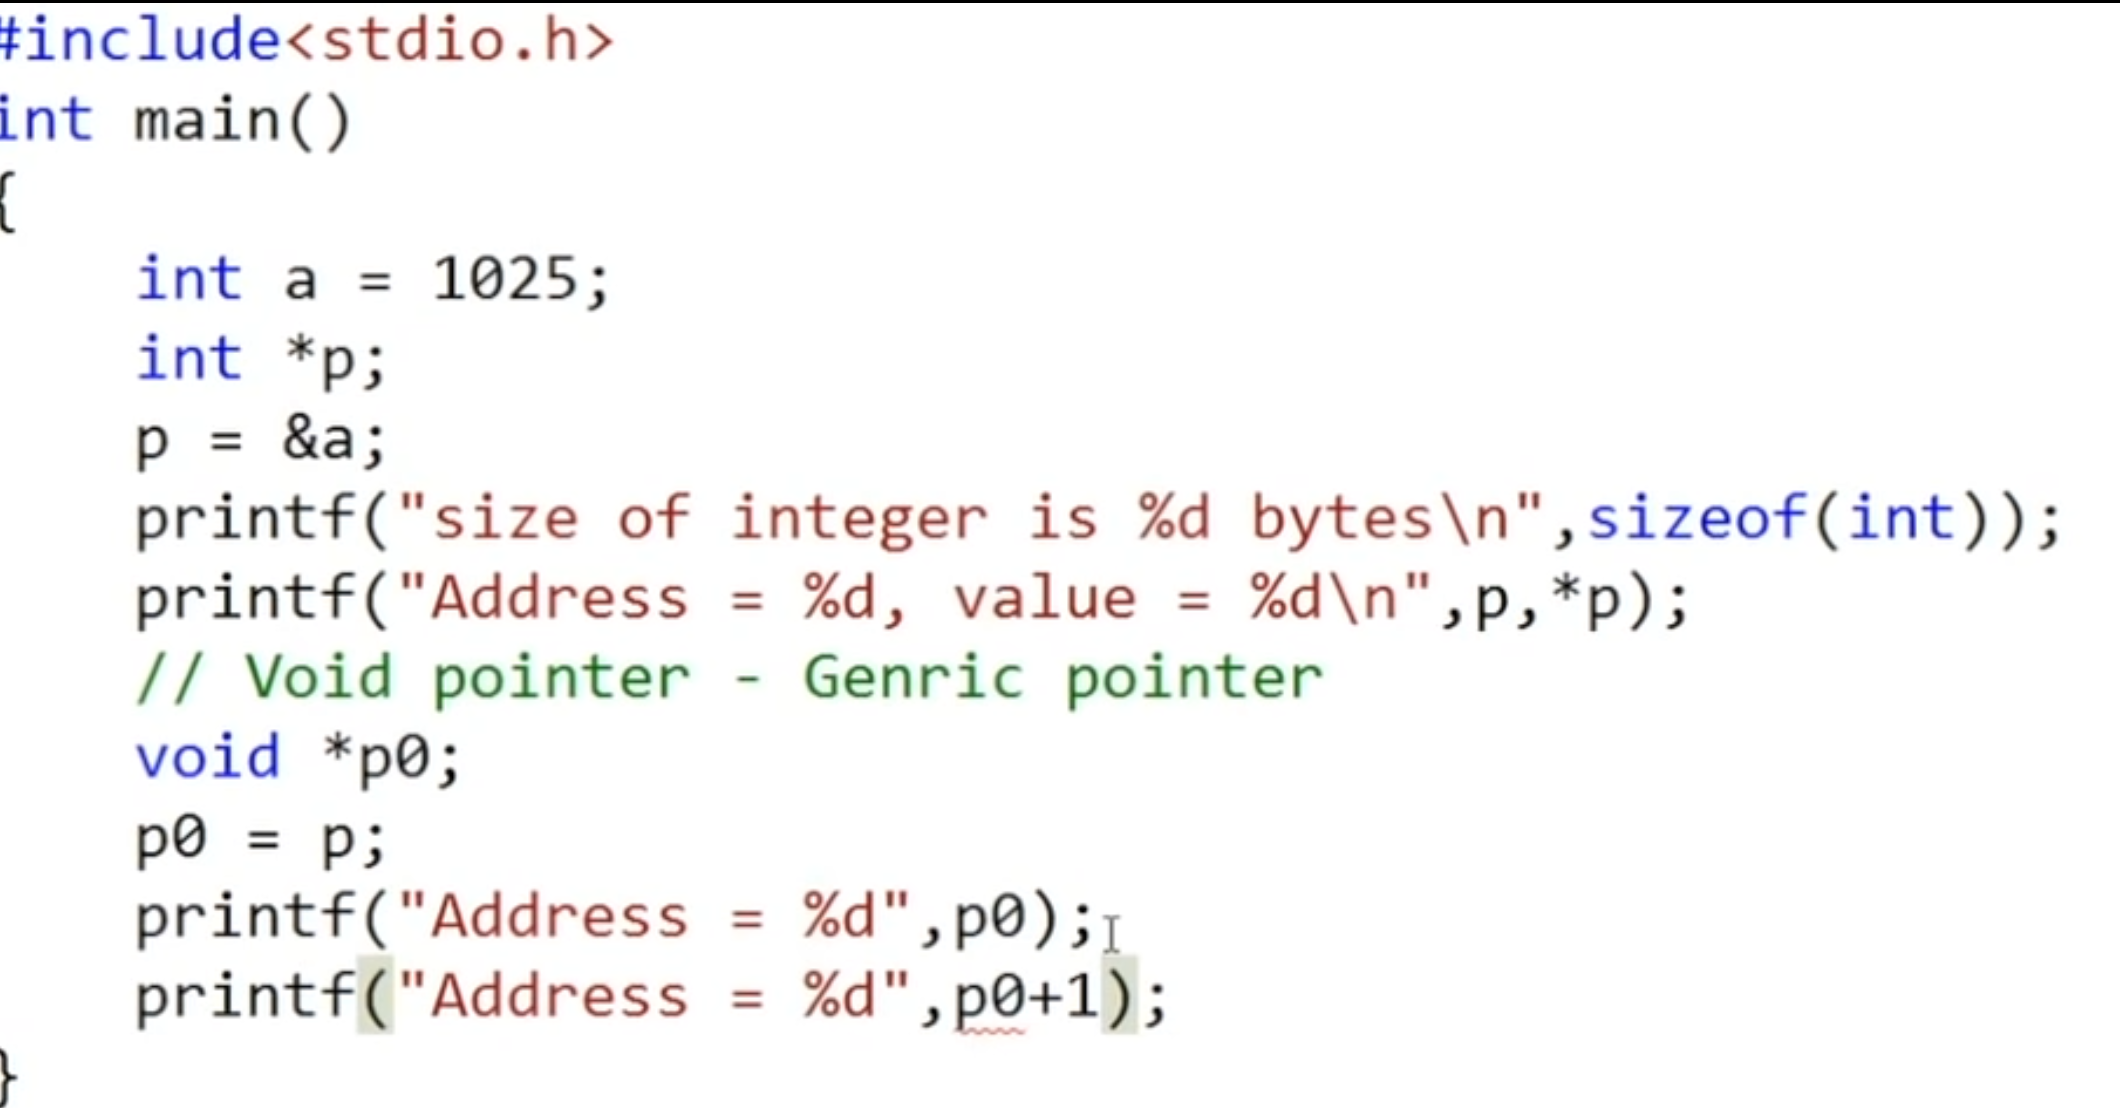 #include<stdio.h>
int main()
{
    int a = 1025;
    int *p;
    p = &a;
    printf("size of integer is %d bytes\n",sizeof(int));
    printf("Address = %d, value = %d\n",p,*p);
    // Void pointer - Genric pointer
    void *p0;
    p0 = p;
    printf("Address = %d",p0);
    printf("Address = %d",p0+1);
}